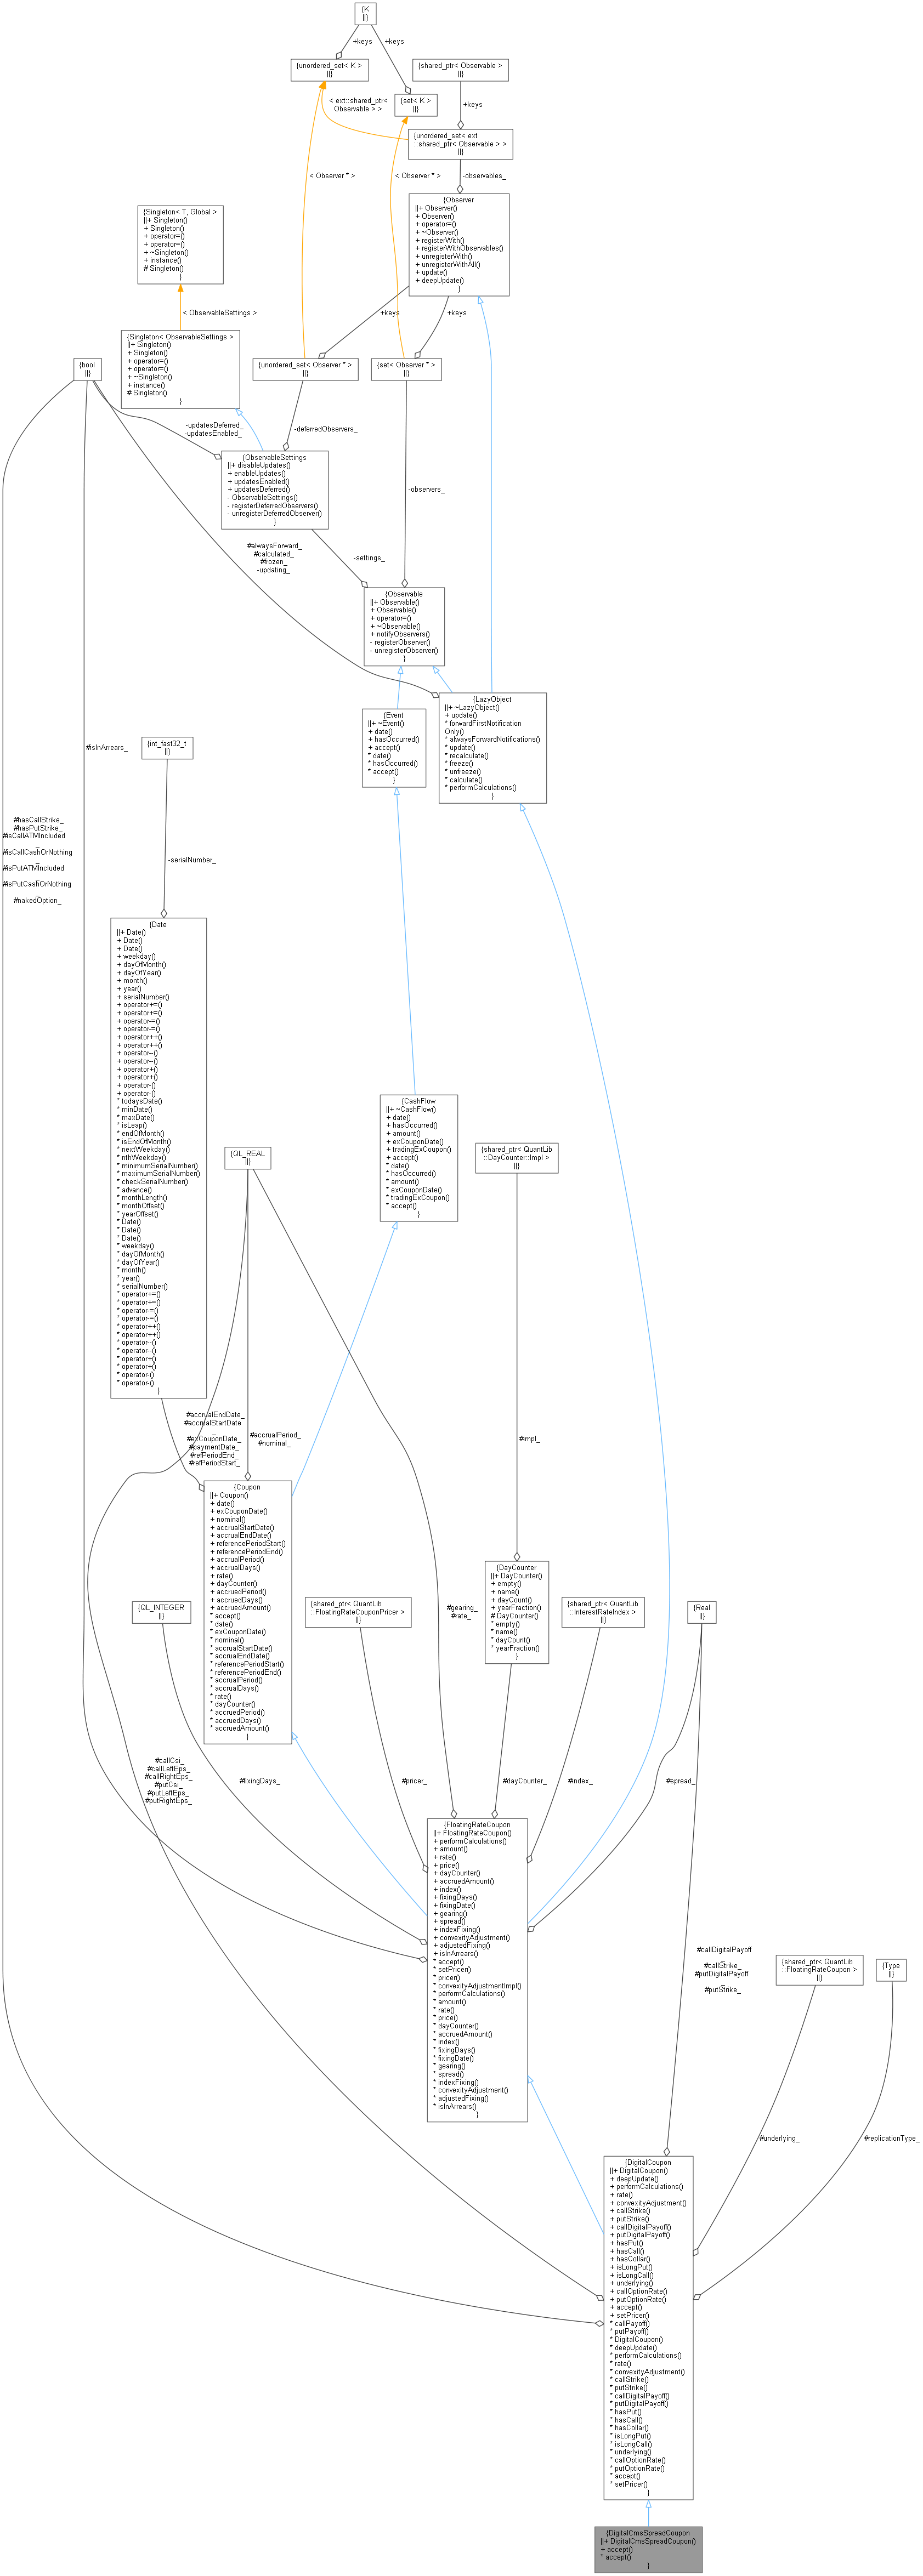 {K
||}
+keys
+keys
{unordered_set< K >
||}
{shared_ptr< Observable >
||}
< ext::shared_ptr<
Observable > >
{set< K >
||}
+keys
{unordered_set< ext
::shared_ptr< Observable > >
||}
< Observer * >
< Observer * >
-observables_
{Observer
||+ Observer()
+ Observer()
+ operator=()
+ ~Observer()
+ registerWith()
+ registerWithObservables()
+ unregisterWith()
+ unregisterWithAll()
+ update()
+ deepUpdate()
}
{Singleton< T, Global >
||+ Singleton()
+ Singleton()
+ operator=()
+ operator=()
+ ~Singleton()
+ instance()
# Singleton()
}
< ObservableSettings >
+keys
+keys
{Singleton< ObservableSettings >
||+ Singleton()
+ Singleton()
+ operator=()
+ operator=()
+ ~Singleton()
+ instance()
# Singleton()
}
{bool
||}
{unordered_set< Observer * >
||}
{set< Observer * >
||}
-updatesDeferred_
-updatesEnabled_
-deferredObservers_
{ObservableSettings
||+ disableUpdates()
+ enableUpdates()
+ updatesEnabled()
+ updatesDeferred()
- ObservableSettings()
- registerDeferredObservers()
- unregisterDeferredObserver()
}
-observers_
#alwaysForward_
#calculated_
#frozen_
-updating_
-settings_
{Observable
||+ Observable()
+ Observable()
+ operator=()
+ ~Observable()
+ notifyObservers()
- registerObserver()
- unregisterObserver()
}
{Event
||+ ~Event()
+ date()
+ hasOccurred()
+ accept()
* date()
* hasOccurred()
* accept()
}
{LazyObject
||+ ~LazyObject()
+ update()
* forwardFirstNotification
Only()
* alwaysForwardNotifications()
* update()
* recalculate()
* freeze()
* unfreeze()
* calculate()
* performCalculations()
}
{int_fast32_t
||}
#isInArrears_
#hasCallStrike_
#hasPutStrike_
#isCallATMIncluded
_
#isCallCashOrNothing
_
#isPutATMIncluded
_
#isPutCashOrNothing
_
#nakedOption_
-serialNumber_
{Date
||+ Date()
+ Date()
+ Date()
+ weekday()
+ dayOfMonth()
+ dayOfYear()
+ month()
+ year()
+ serialNumber()
+ operator+=()
+ operator+=()
+ operator-=()
+ operator-=()
+ operator++()
+ operator++()
+ operator--()
+ operator--()
+ operator+()
+ operator+()
+ operator-()
+ operator-()
* todaysDate()
* minDate()
* maxDate()
* isLeap()
* endOfMonth()
* isEndOfMonth()
* nextWeekday()
* nthWeekday()
* minimumSerialNumber()
* maximumSerialNumber()
* checkSerialNumber()
* advance()
* monthLength()
* monthOffset()
* yearOffset()
* Date()
* Date()
* Date()
* weekday()
* dayOfMonth()
* dayOfYear()
* month()
* year()
* serialNumber()
* operator+=()
* operator+=()
* operator-=()
* operator-=()
* operator++()
* operator++()
* operator--()
* operator--()
* operator+()
* operator+()
* operator-()
* operator-()
}
{CashFlow
||+ ~CashFlow()
+ date()
+ hasOccurred()
+ amount()
+ exCouponDate()
+ tradingExCoupon()
+ accept()
* date()
* hasOccurred()
* amount()
* exCouponDate()
* tradingExCoupon()
* accept()
}
{QL_REAL
||}
{shared_ptr< QuantLib
::DayCounter::Impl >
||}
#accrualEndDate_
#accrualStartDate
_
#exCouponDate_
#paymentDate_
#refPeriodEnd_
#refPeriodStart_
#accrualPeriod_
#nominal_
#impl_
{Coupon
||+ Coupon()
+ date()
+ exCouponDate()
+ nominal()
+ accrualStartDate()
+ accrualEndDate()
+ referencePeriodStart()
+ referencePeriodEnd()
+ accrualPeriod()
+ accrualDays()
+ rate()
+ dayCounter()
+ accruedPeriod()
+ accruedDays()
+ accruedAmount()
* accept()
* date()
* exCouponDate()
* nominal()
* accrualStartDate()
* accrualEndDate()
* referencePeriodStart()
* referencePeriodEnd()
* accrualPeriod()
* accrualDays()
* rate()
* dayCounter()
* accruedPeriod()
* accruedDays()
* accruedAmount()
}
{QL_INTEGER
||}
{shared_ptr< QuantLib
::FloatingRateCouponPricer >
||}
#gearing_
#rate_
{DayCounter
||+ DayCounter()
+ empty()
+ name()
+ dayCount()
+ yearFraction()
# DayCounter()
* empty()
* name()
* dayCount()
* yearFraction()
}
{shared_ptr< QuantLib
::InterestRateIndex >
||}
{Real
||}
#callCsi_
#callLeftEps_
#callRightEps_
#putCsi_
#putLeftEps_
#putRightEps_
#fixingDays_
#pricer_
#dayCounter_
#index_
#spread_
{FloatingRateCoupon
||+ FloatingRateCoupon()
+ performCalculations()
+ amount()
+ rate()
+ price()
+ dayCounter()
+ accruedAmount()
+ index()
+ fixingDays()
+ fixingDate()
+ gearing()
+ spread()
+ indexFixing()
+ convexityAdjustment()
+ adjustedFixing()
+ isInArrears()
* accept()
* setPricer()
* pricer()
* convexityAdjustmentImpl()
* performCalculations()
* amount()
* rate()
* price()
* dayCounter()
* accruedAmount()
* index()
* fixingDays()
* fixingDate()
* gearing()
* spread()
* indexFixing()
* convexityAdjustment()
* adjustedFixing()
* isInArrears()
}
#callDigitalPayoff
_
#callStrike_
#putDigitalPayoff
_
#putStrike_
{shared_ptr< QuantLib
::FloatingRateCoupon >
||}
{Type
||}
#underlying_
#replicationType_
{DigitalCoupon
||+ DigitalCoupon()
+ deepUpdate()
+ performCalculations()
+ rate()
+ convexityAdjustment()
+ callStrike()
+ putStrike()
+ callDigitalPayoff()
+ putDigitalPayoff()
+ hasPut()
+ hasCall()
+ hasCollar()
+ isLongPut()
+ isLongCall()
+ underlying()
+ callOptionRate()
+ putOptionRate()
+ accept()
+ setPricer()
* callPayoff()
* putPayoff()
* DigitalCoupon()
* deepUpdate()
* performCalculations()
* rate()
* convexityAdjustment()
* callStrike()
* putStrike()
* callDigitalPayoff()
* putDigitalPayoff()
* hasPut()
* hasCall()
* hasCollar()
* isLongPut()
* isLongCall()
* underlying()
* callOptionRate()
* putOptionRate()
* accept()
* setPricer()
}
{DigitalCmsSpreadCoupon
||+ DigitalCmsSpreadCoupon()
+ accept()
* accept()
}